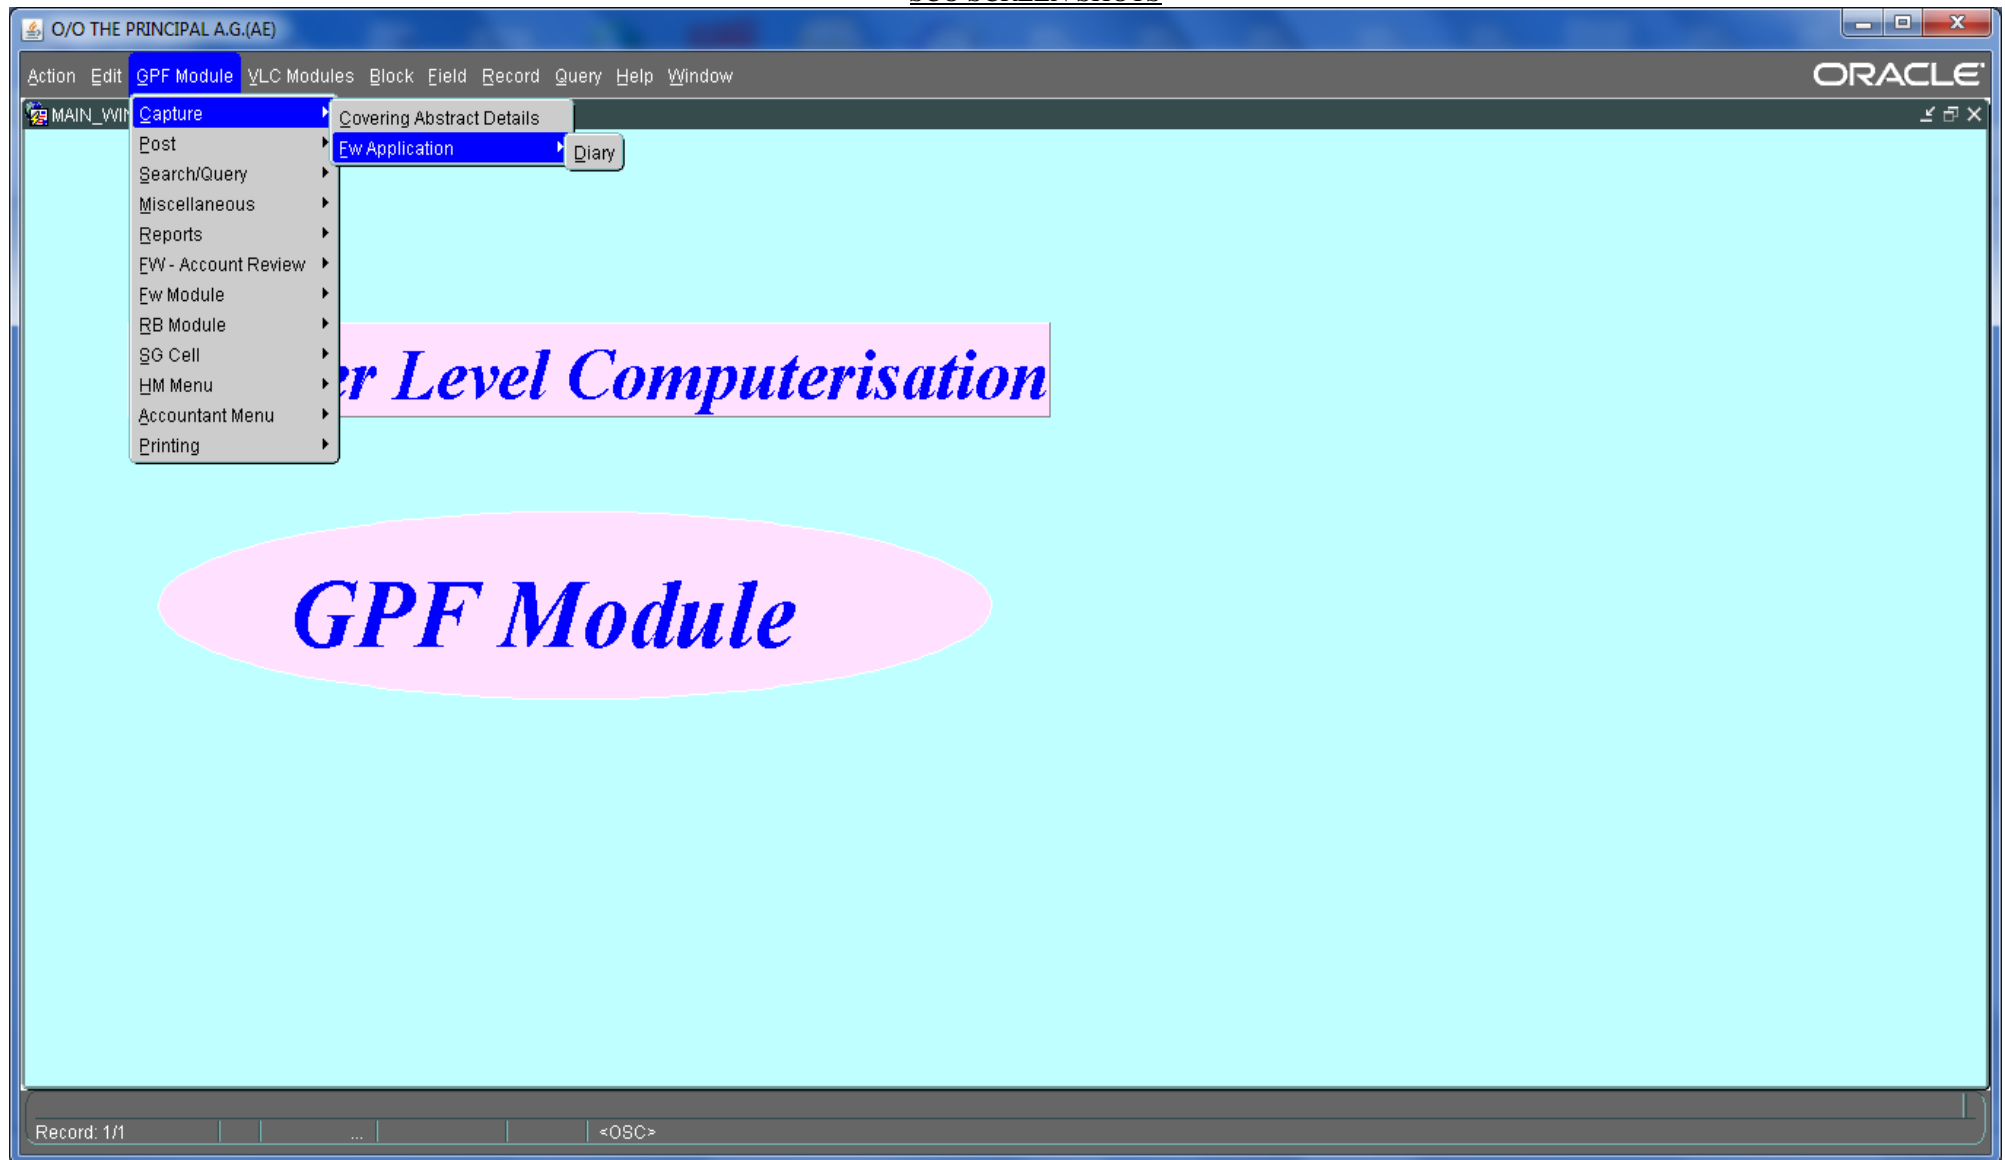 O/O THE PRINCIPAL A.G.(AE)
Action Edit GPF Module VLC Modules Block Field Record Query Help Window
ORACLE
MAIN_WIN
Capture
Covering Abstract Details
Post
Fw Application
Diary
Search/Query
Miscellaneous
Reports
FW - Account Review
Fw Module
RB Module
SG Cell
HM Menu
Accountant Menu
Printing
er Level Computerisation
GPF Module
Record: 1/1 ... <OSC>